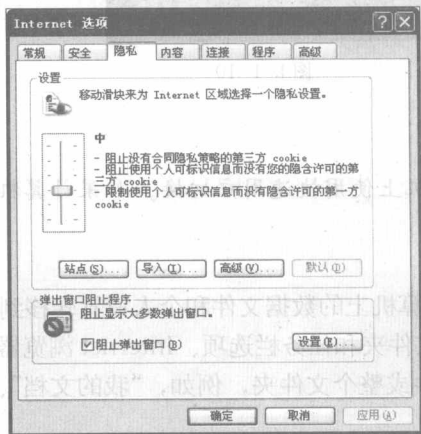 Internet 选项
常规 安全 隐私 内容 连接 程序 高级
设置
移动滑块来为 Internet 区域选择一个隐私设置。
中
- 阻止没有合同隐私策略的第三方 cookie
- 阻止使用个人可标识信息而没有您的隐含许可的第
三方 cookie
- 限制使用个人可标识信息而没有隐含许可的第一方
cookie
站点(S)... 导入(I)... 高级(V)... 默认(D)
弹出窗口阻止程序
阻止显示大多数弹出窗口。
阻止弹出窗口(B) 设置(E)...
确定 取消 应用(A)